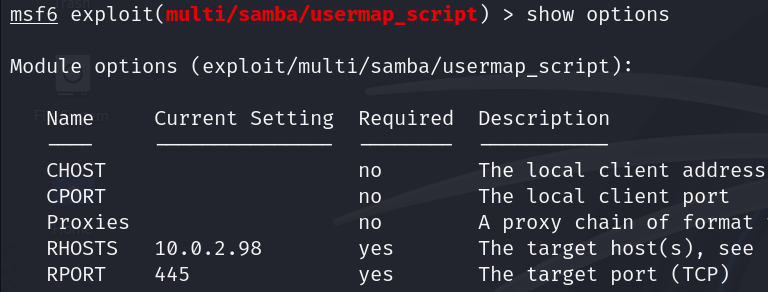 msf6 exploit(multi/samba/usermap_script) > show options
Module options (exploit/multi/samba/usermap_script):
Name Current Setting Required Description
CHOST no The local client address
CPORT no The local client port
Proxies no A proxy chain of format
RHOSTS 10.0.2.98 yes The target host(s), see
RPORT 445 yes The target port (TCP)